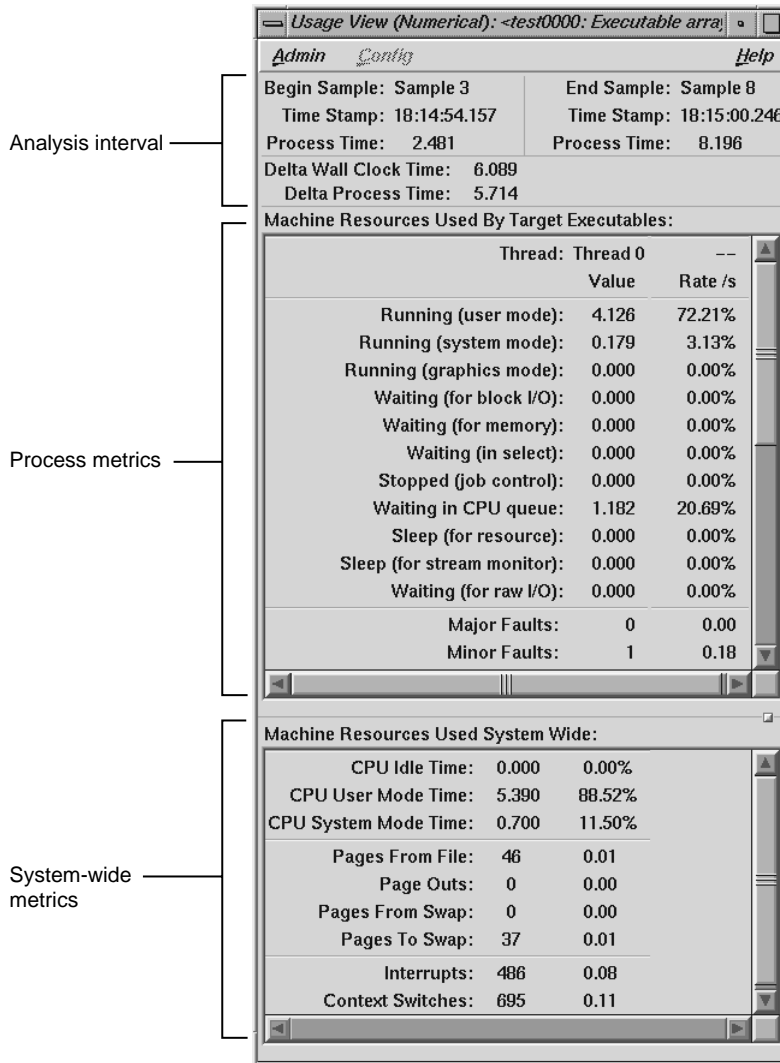 Usage View (Numerical): <test0000: Executable array
Admin Config Help
Begin Sample: Sample 3 End Sample: Sample 8
Time Stamp: 18:14:54.157 Time Stamp: 18:15:00.246
Analysis interval
Process Time: 2.481 Process Time: 8.196
Delta Wall Clock Time: 6.089
Delta Process Time: 5.714
Machine Resources Used By Target Executables:
Thread: Thread 0 --
Value Rate /s
Running (user mode): 4.126 72.21%
Running (system mode): 0.179 3.13%
Running (graphics mode): 0.000 0.00%
Waiting (for block I/O): 0.000 0.00%
Waiting (for memory): 0.000 0.00%
Process metrics
Waiting (in select): 0.000 0.00%
Stopped (job control): 0.000 0.00%
Waiting in CPU queue: 1.182 20.69%
Sleep (for resource): 0.000 0.00%
Sleep (for stream monitor): 0.000 0.00%
Waiting (for raw I/O): 0.000 0.00%
Major Faults: 0 0.00
Minor Faults: 1 0.18
Machine Resources Used System Wide:
CPU Idle Time: 0.000 0.00%
CPU User Mode Time: 5.390 88.52%
CPU System Mode Time: 0.700 11.50%
Pages From File: 46 0.01
System-wide
metrics
Page Outs: 0 0.00
Pages From Swap: 0 0.00
Pages To Swap: 37 0.01
Interrupts: 486 0.08
Context Switches: 695 0.11